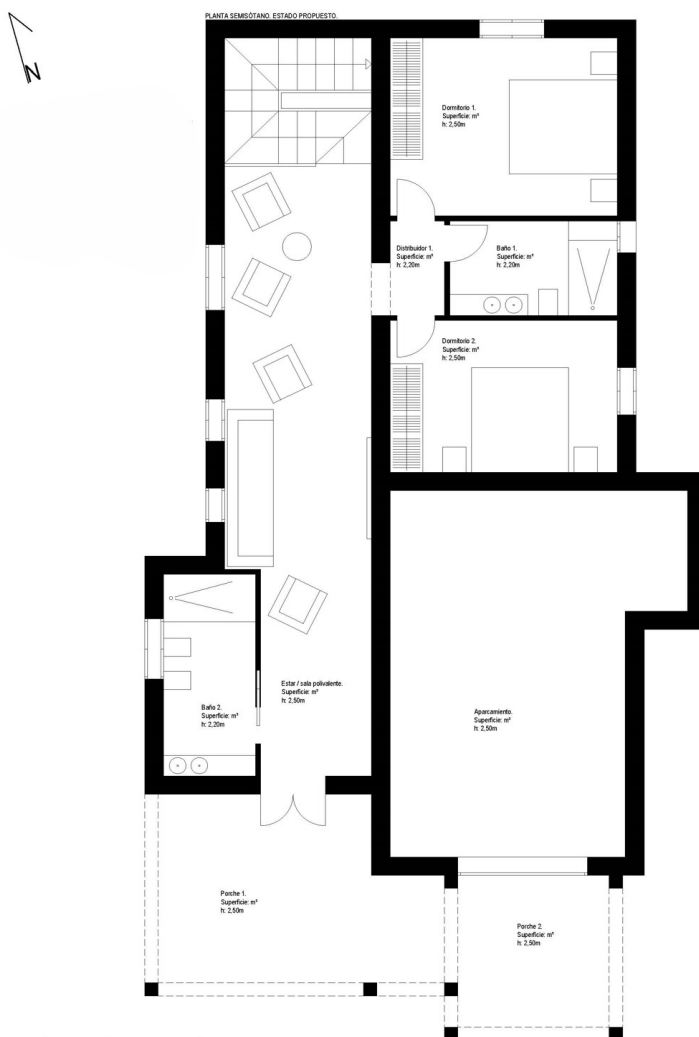 PLANTA SEMISÓTANO. ESTADO PROPUESTO.
N
Dormitorio 1.
Superficie: m²
h: 2,50m
Distribuidor 1.
Superficie: m²
h: 2,20m
Baño 1.
Superficie: m²
h: 2,20m
Dormitorio 2.
Superficie: m²
h: 2,50m
Estar / sala polivalente.
Superficie: m²
h: 2,50m
Baño 2.
Superficie: m²
h: 2,20m
Aparcamiento.
Superficie: m²
h: 2,50m
Porche 1.
Superficie: m²
h: 2,50m
Porche 2.
Superficie: m²
h: 2,50m